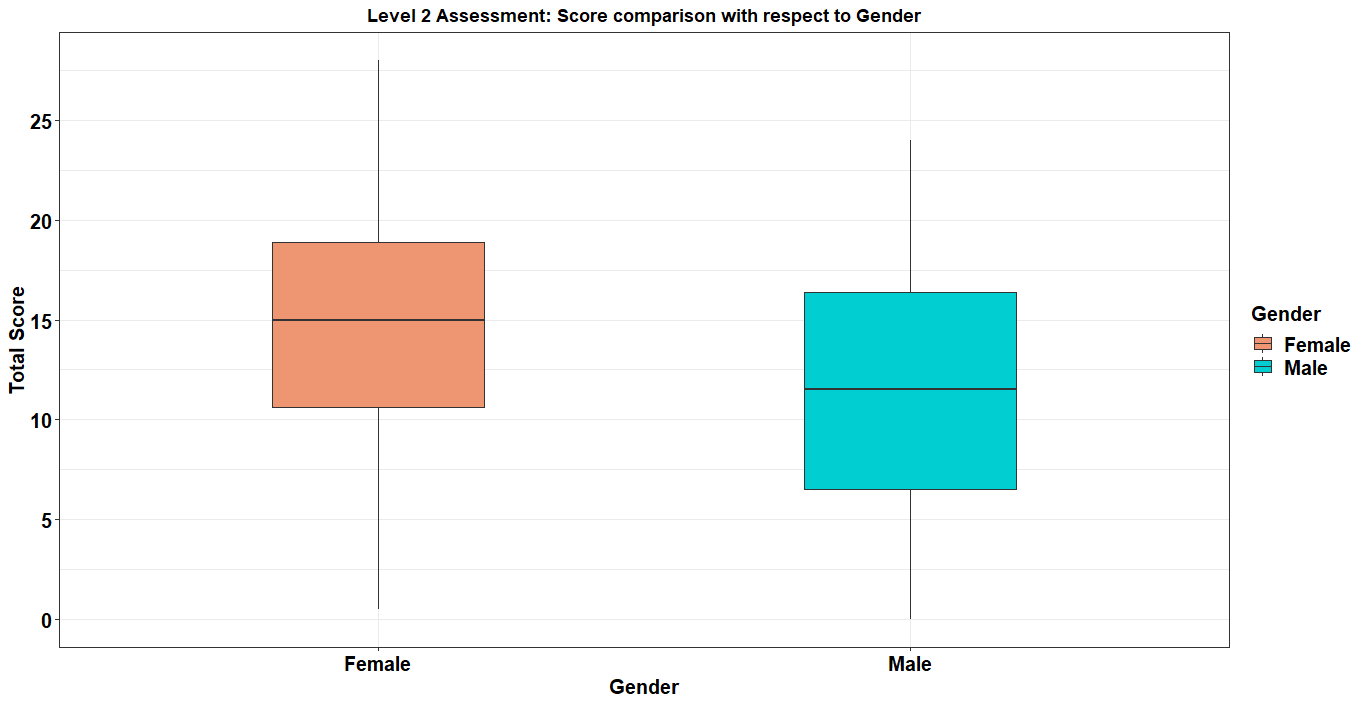 Level 2 Assessment: Score comparison with respect to Gender
Total Score
25
20
15
10
5
0
Female
Male
Gender
Gender
Female
Male